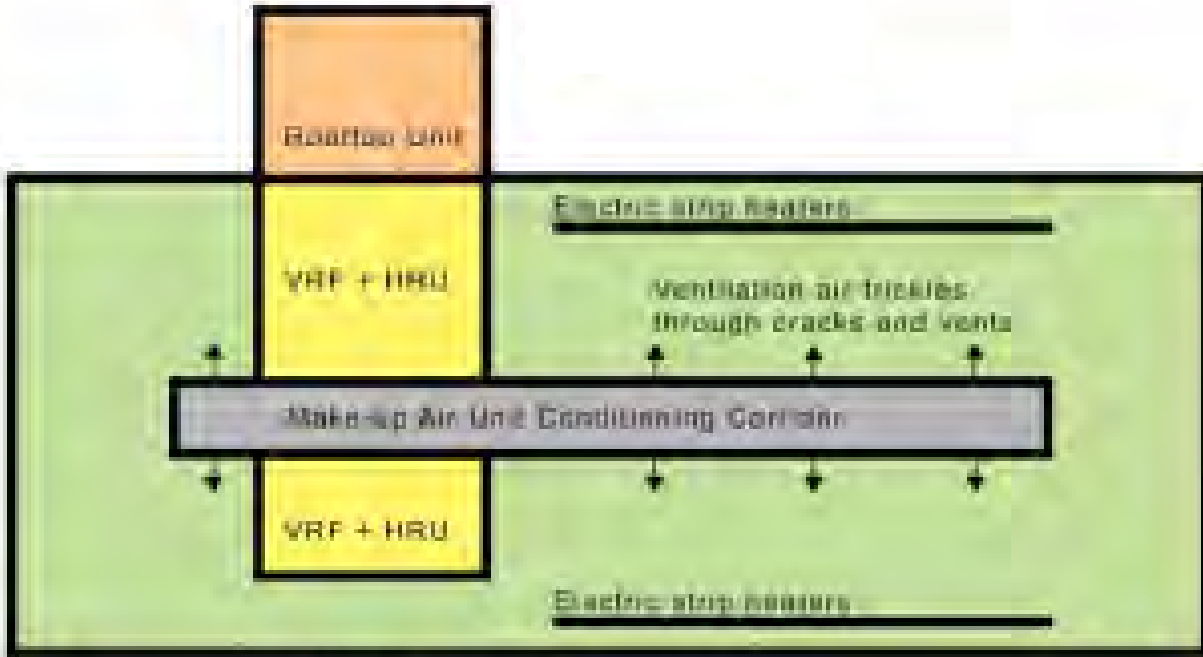 Rooftop Unit
Electric strip heaters
VRF + HRU
Ventilation air trickles
through cracks and vents
Make-up Air Unit Conditioning Corridor
VRF + HRU
Electric strip heaters